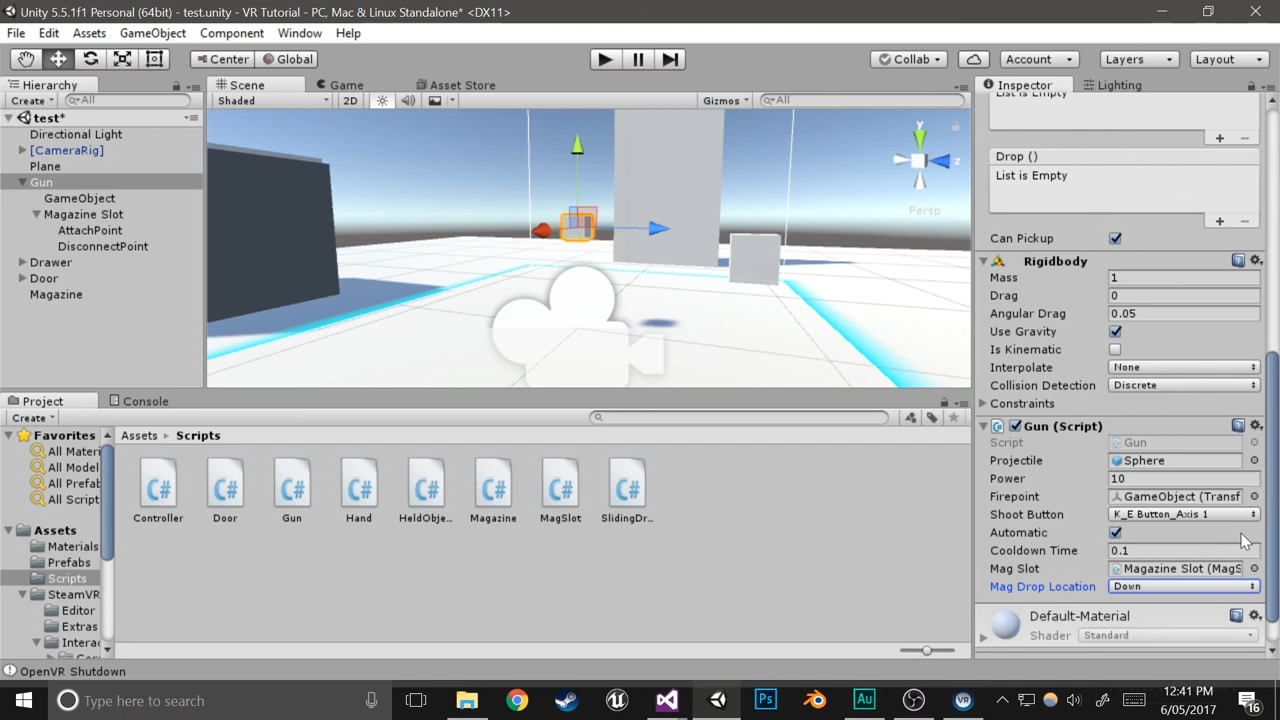 Unity 5.5.1f1 Personal (64bit) - test.unity - VR Tutorial - PC, Mac & Linux Standalone* <DX11>
File Edit Assets GameObject Component Window Help
Center Global Collab Account Layers Layout
Hierarchy
Create All
test*
Directional Light
[CameraRig]
Plane
Gun
GameObject
Magazine Slot
AttachPoint
DisconnectPoint
Drawer
Door
Magazine
Scene Game Asset Store
Shaded 2D Gizmos All
y
z
Persp
Inspector Lighting
List is Empty
Drop ()
List is Empty
Can Pickup
Rigidbody
Mass 1
Drag 0
Angular Drag 0.05
Use Gravity
Is Kinematic
Interpolate None
Collision Detection Discrete
Constraints
Gun (Script)
Script Gun
Projectile Sphere
Power 10
Firepoint GameObject (Transf
Shoot Button K_E Button_Axis 1
Automatic
Cooldown Time 0.1
Mag Slot Magazine Slot (MagS
Mag Drop Location Down
Default-Material
Shader Standard
Project Console
Create
Favorites
All Materi
All Model
All Prefab
All Script
Assets
Materials
Prefabs
Scripts
SteamVR
Editor
Extras
Interac
Assets Scripts
Controller Door Gun Hand HeldObje... Magazine MagSlot SlidingDr...
OpenVR Shutdown
Type here to search
Ps Au VR
12:41 PM
6/05/2017
16